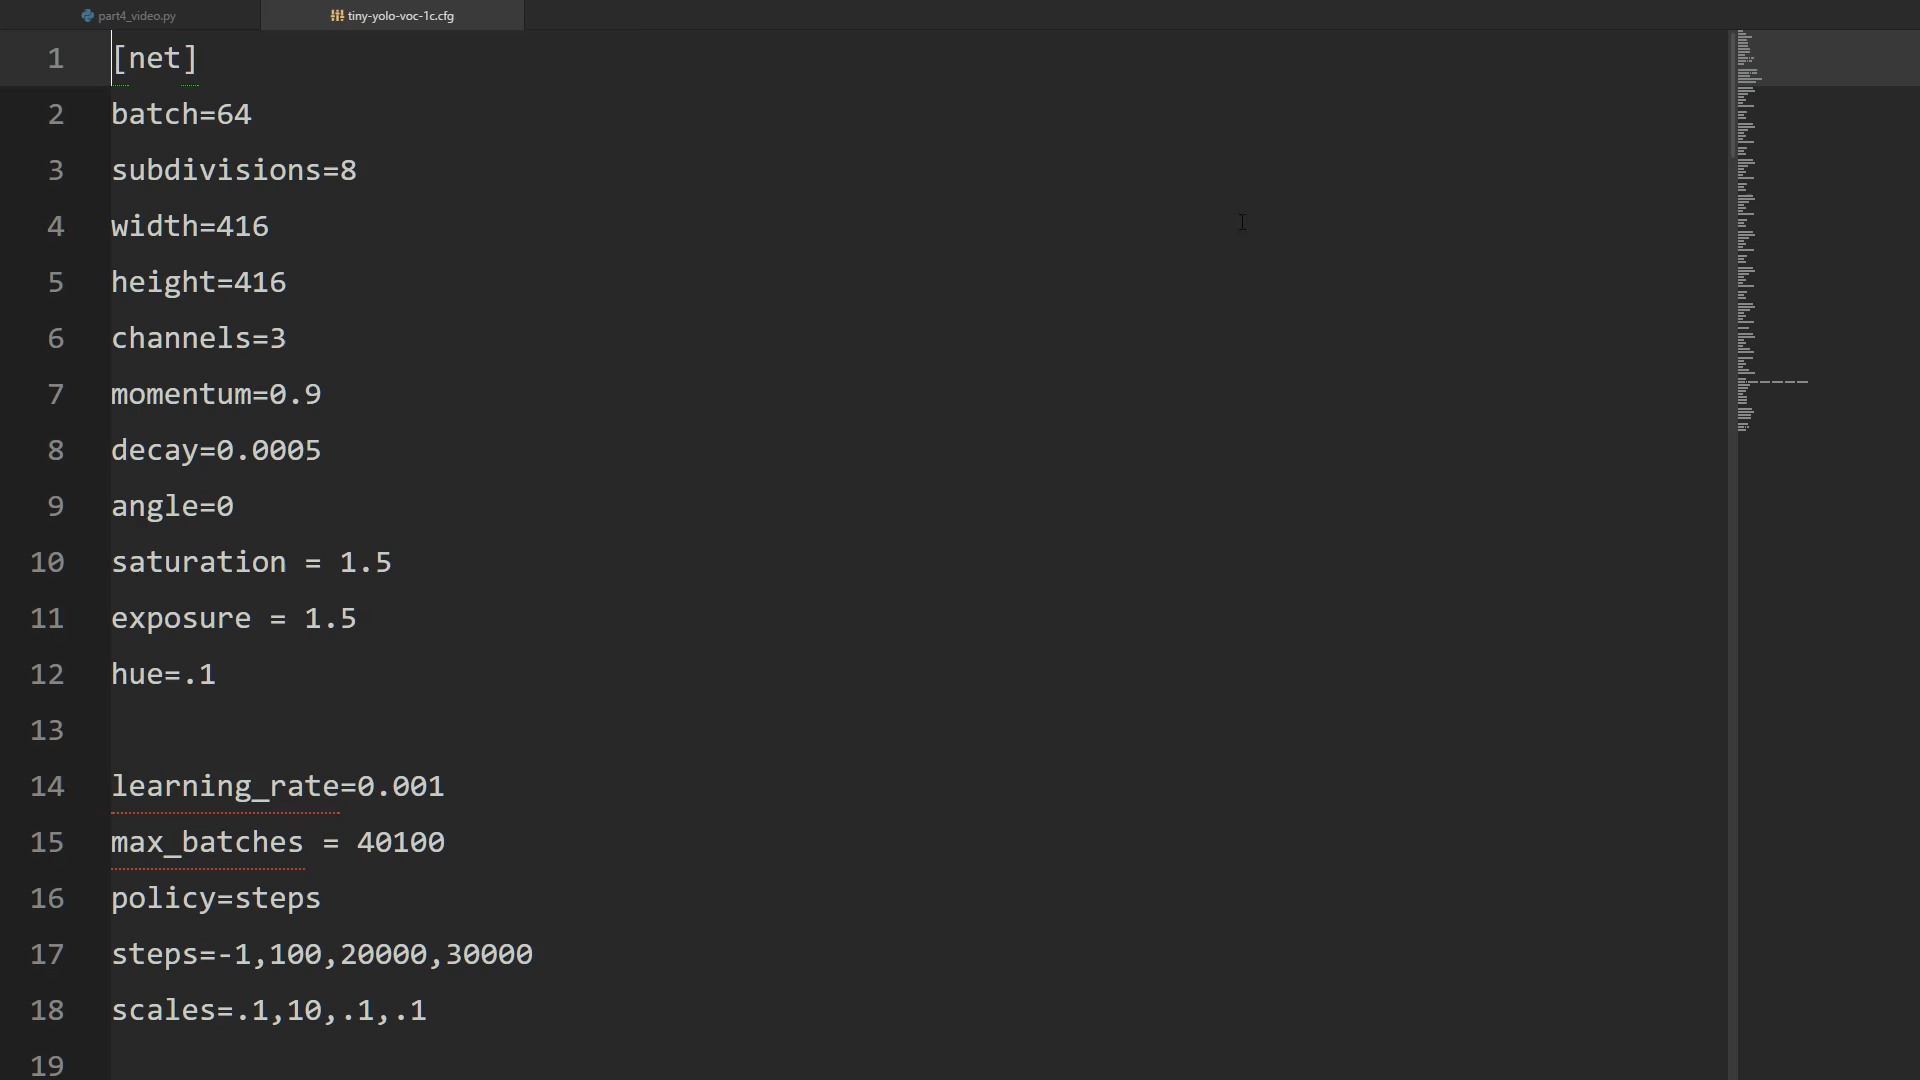 part4_video.py
tiny-yolo-voc-1c.cfg
1 [net]
2 batch=64
3 subdivisions=8
4 width=416
5 height=416
6 channels=3
7 momentum=0.9
8 decay=0.0005
9 angle=0
10 saturation = 1.5
11 exposure = 1.5
12 hue=.1
13
14 learning_rate=0.001
15 max_batches = 40100
16 policy=steps
17 steps=-1,100,20000,30000
18 scales=.1,10,.1,.1
19